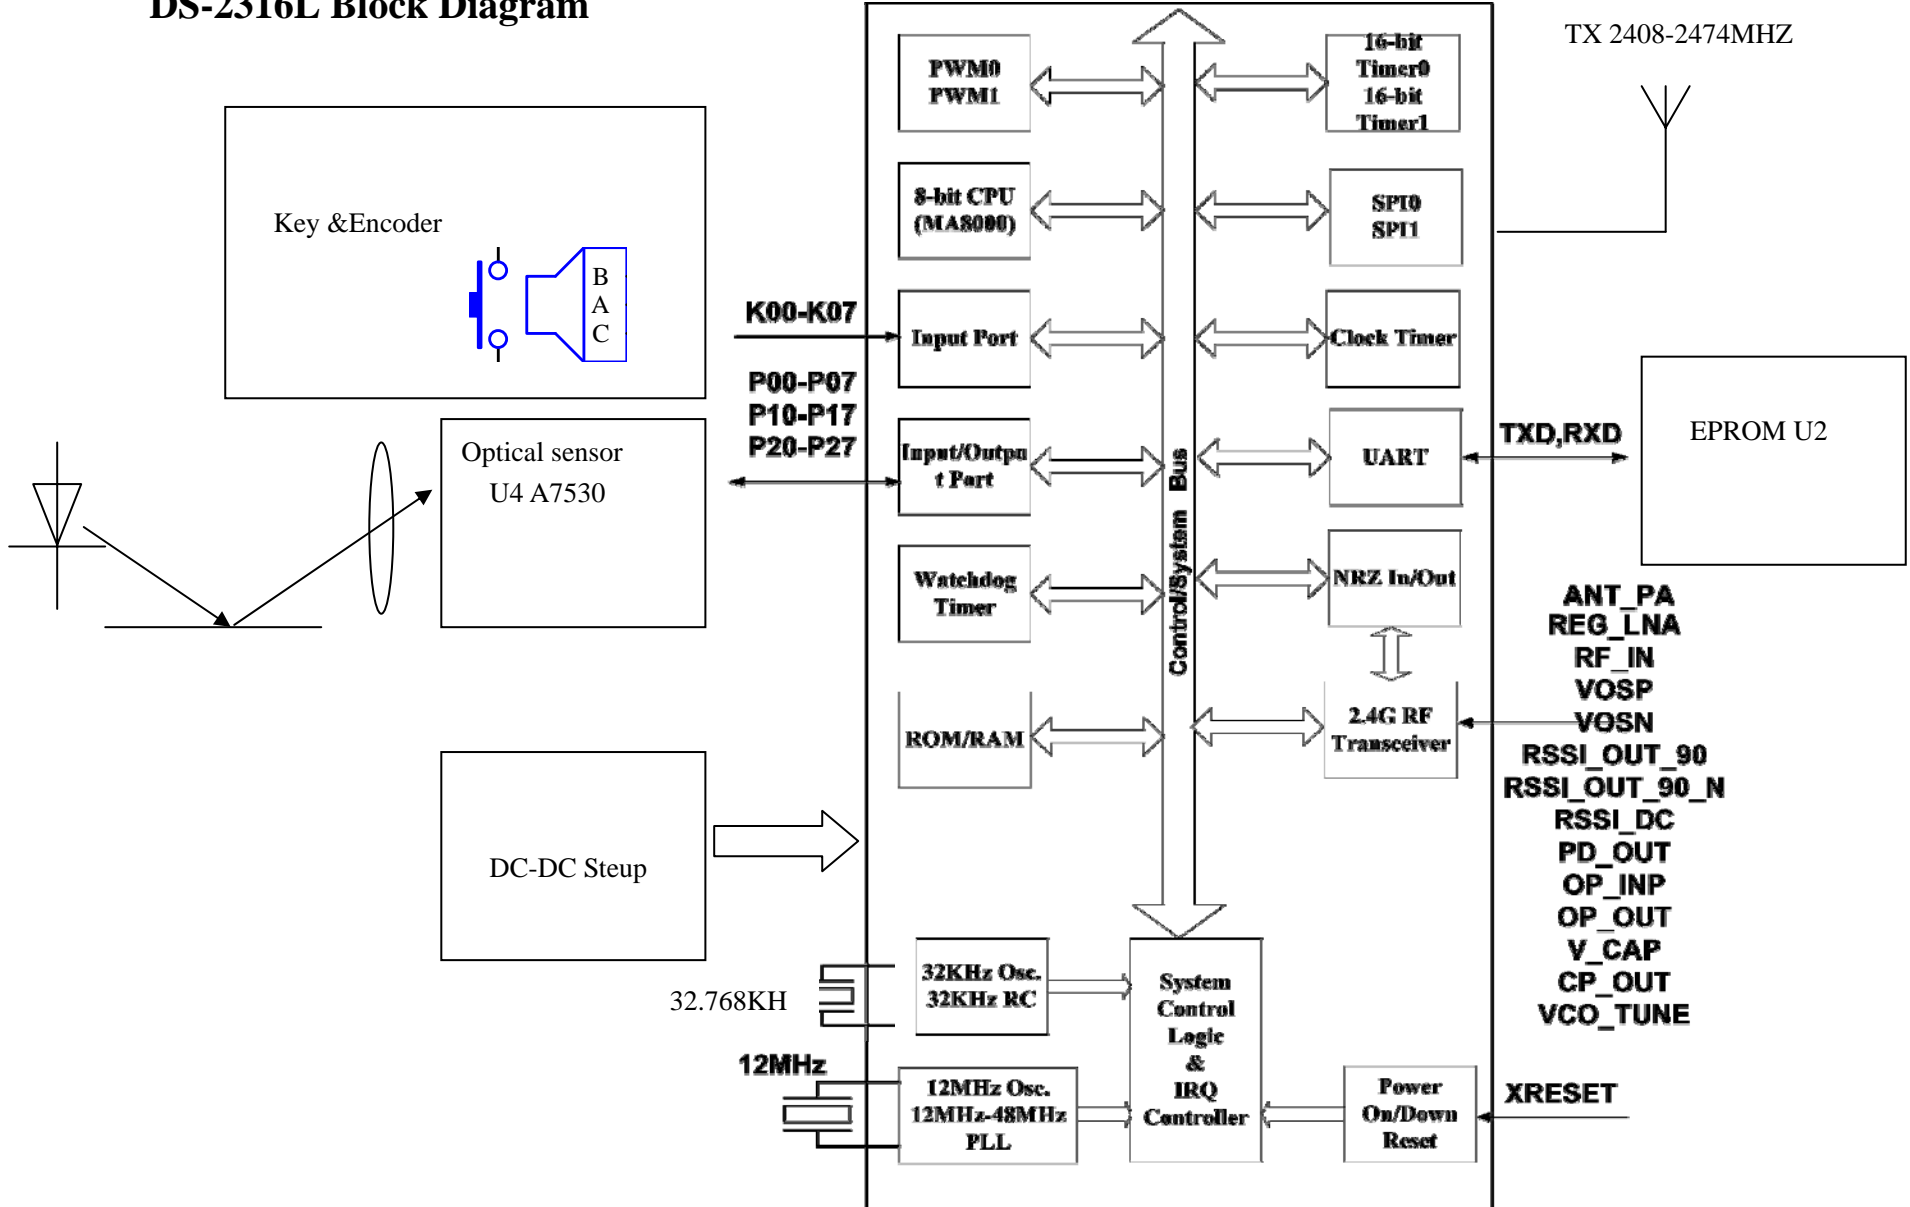 DS-2316L Block Diagram
TX 2408-2474MHZ
PWM0
PWM1
16-bit
Timer0
16-bit
Timer1
Key &Encoder
B
A
C
8-bit CPU
(MA8000)
SPI0
SPI1
K00-K07
Input Port
Clock Timer
P00-P07
P10-P17
P20-P27
Optical sensor
U4 A7530
Input/Outpu
t Port
Control/System Bus
UART
TXD,RXD
EPROM U2
Watchdog
Timer
NRZ In/Out
ANT_PA
REG_LNA
RF_IN
VOSP
VOSN
RSSI_OUT_90
RSSI_OUT_90_N
RSSI_DC
PD_OUT
OP_INP
OP_OUT
V_CAP
CP_OUT
VCO_TUNE
ROM/RAM
2.4G RF
Transceiver
DC-DC Steup
32.768KH
32KHz Osc.
32KHz RC
System
Control
Logic
&
IRQ
Controller
12MHz
12MHz Osc.
12MHz-48MHz
PLL
Power
On/Down
Reset
XRESET